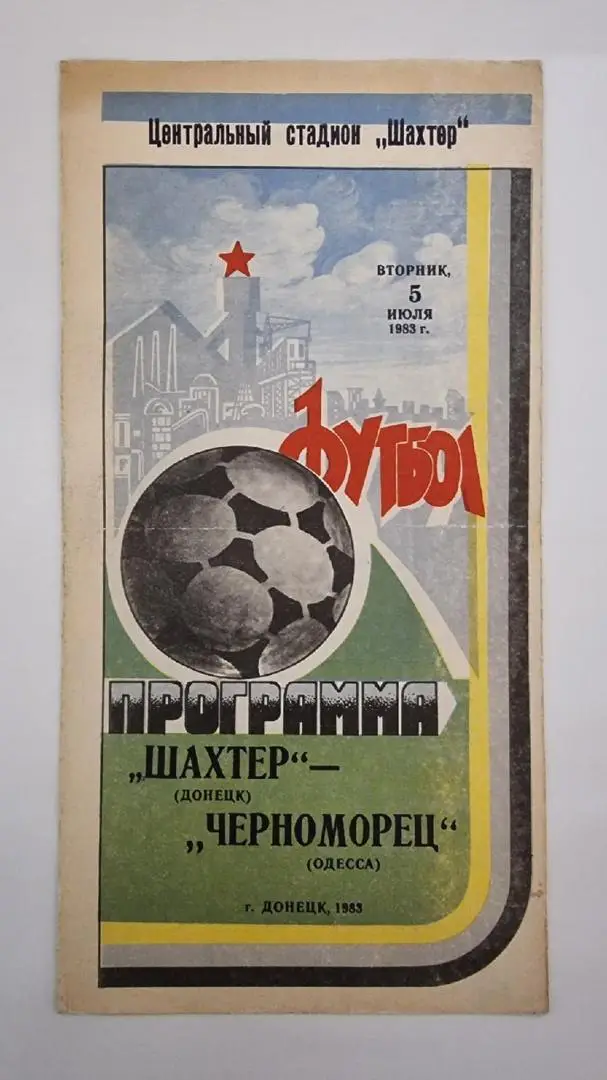 Центральный стадион „Шахтер“
ВТОРНИК,
5
ИЮЛЯ
1983 г.
ФУТБОЛ
ПРОГРАММА
„ШАХТЕР“—
(ДОНЕЦК)
„ЧЕРНОМОРЕЦ“
(ОДЕССА)
г. ДОНЕЦК, 1983